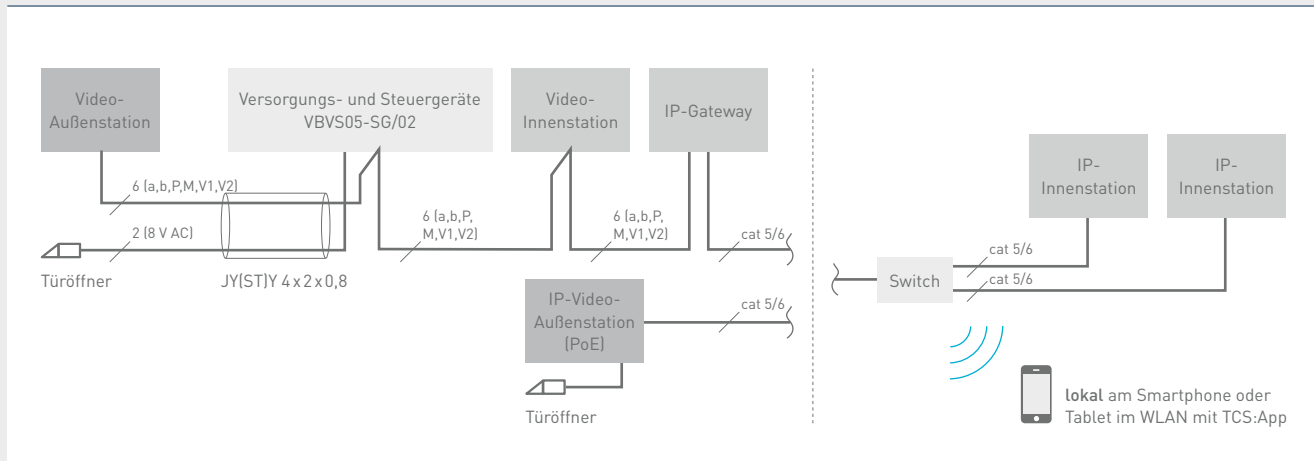 Video-
Außenstation
Versorgungs- und Steuergeräte
VBVS05-SG/02
Video-
Innenstation
IP-Gateway
IP-
Innenstation
IP-
Innenstation
6 (a,b,P,M,V1,V2)
2 (8 V AC)
Türöffner
JY(ST)Y 4 x 2 x 0,8
6 (a,b,P,
M,V1,V2)
6 (a,b,P,
M,V1,V2)
cat 5/6
IP-Video-
Außenstation
(PoE)
cat 5/6
Türöffner
Switch
cat 5/6
cat 5/6
lokal am Smartphone oder
Tablet im WLAN mit TCS:App